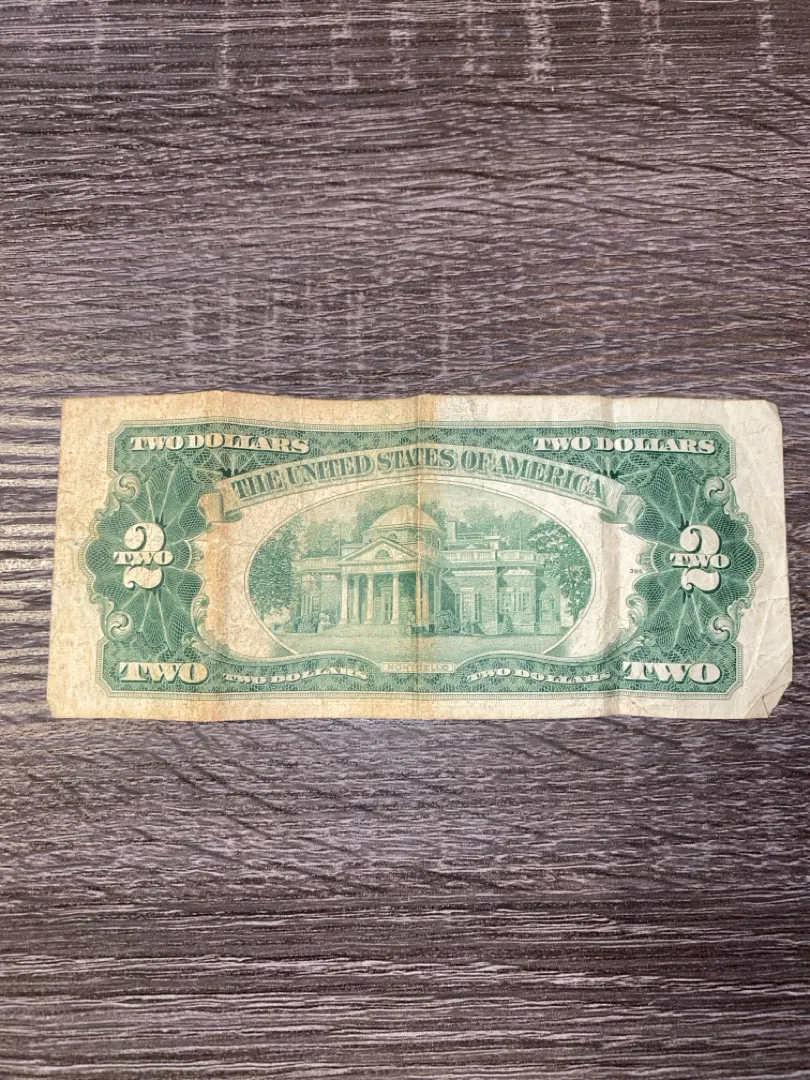 TWO DOLLARS TWO DOLLARS
THE UNITED STATES OF AMERICA
2 2
TWO TWO
MONTICELLO
TWO TWO DOLLARS TWO DOLLARS TWO